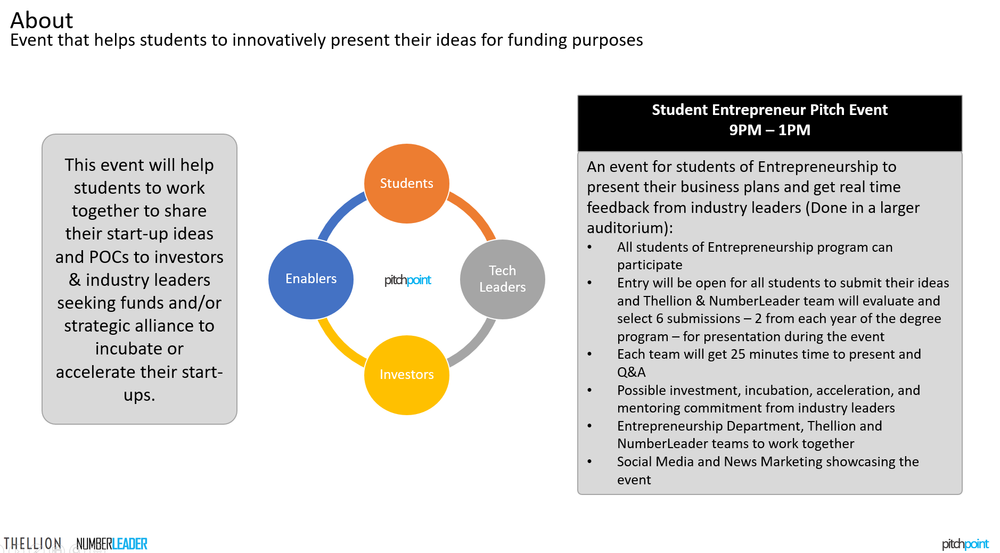 About
Event that helps students to innovatively present their ideas for funding purposes
This event will help
students to work
together to share
their start-up ideas
and POCs to investors
& industry leaders
seeking funds and/or
strategic alliance to
incubate or
accelerate their start-
ups.
Students
Enablers
pitchpoint
Tech
Leaders
Investors
Student Entrepreneur Pitch Event
9PM – 1PM
An event for students of Entrepreneurship to
present their business plans and get real time
feedback from industry leaders (Done in a larger
auditorium):
• All students of Entrepreneurship program can
participate
• Entry will be open for all students to submit their ideas
and Thellion & NumberLeader team will evaluate and
select 6 submissions – 2 from each year of the degree
program – for presentation during the event
• Each team will get 25 minutes time to present and
Q&A
• Possible investment, incubation, acceleration, and
mentoring commitment from industry leaders
• Entrepreneurship Department, Thellion and
NumberLeader teams to work together
• Social Media and News Marketing showcasing the
event
THELLION NUMBERLEADER
pitchpoint